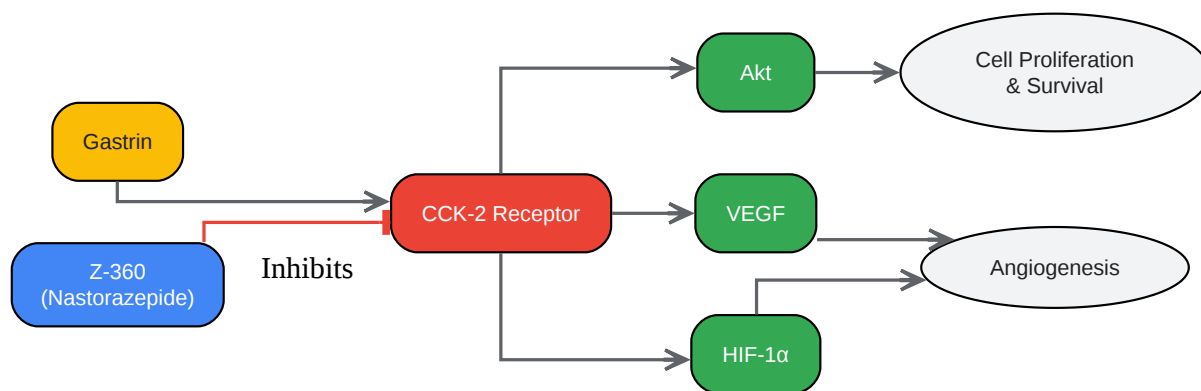 Akt
Cell Proliferation
& Survival
Gastrin
CCK-2 Receptor
VEGF
Z-360
(Nastorazepide)
Inhibits
Angiogenesis
HIF-1α